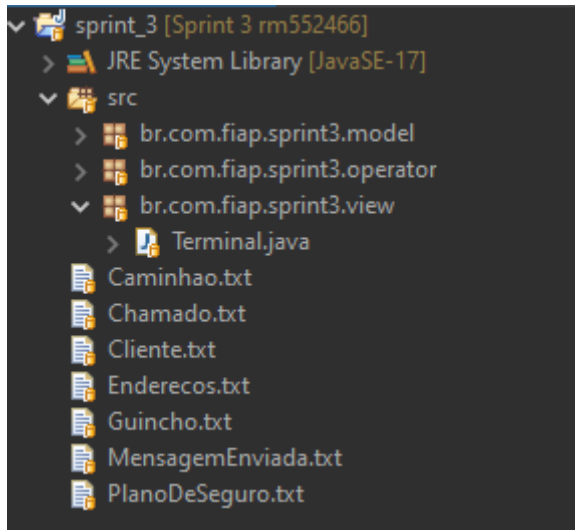 sprint_3 [Sprint 3 rm552466]
JRE System Library [JavaSE-17]
src
br.com.fiap.sprint3.model
br.com.fiap.sprint3.operator
br.com.fiap.sprint3.view
Terminal.java
Caminhao.txt
Chamado.txt
Cliente.txt
Enderecos.txt
Guincho.txt
MensagemEnviada.txt
PlanoDeSeguro.txt